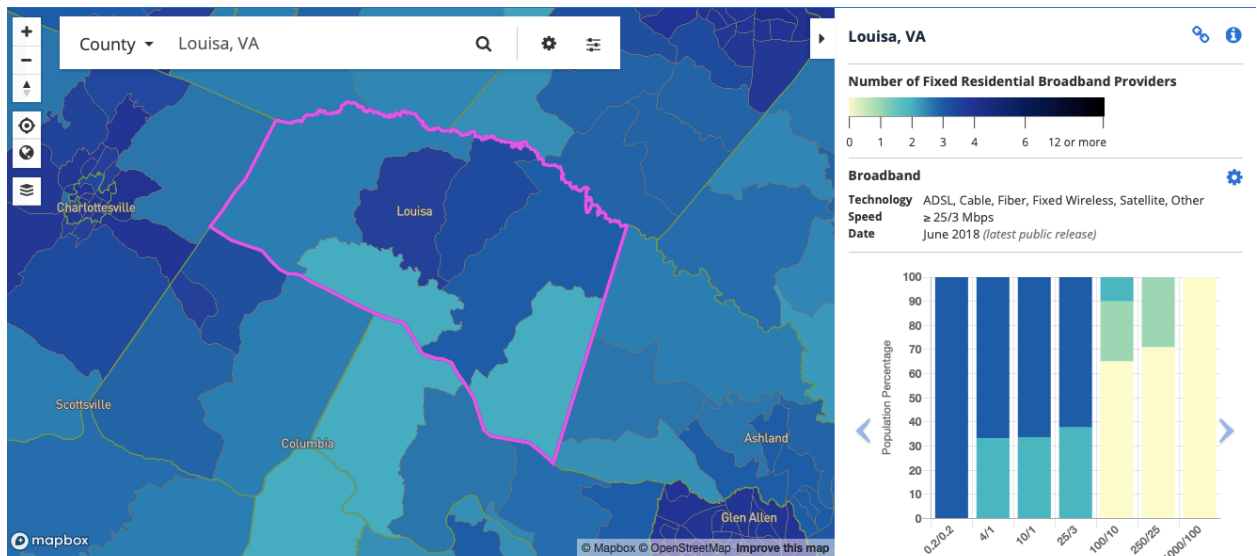 County
Louisa, VA
Louisa
Charlottesville
Scottsville
Columbia
Ashland
Glen Allen
mapbox
© Mapbox © OpenStreetMap Improve this map
Louisa, VA
Number of Fixed Residential Broadband Providers
0 1 2 3 4 6 12 or more
Broadband
Technology ADSL, Cable, Fiber, Fixed Wireless, Satellite, Other
Speed ≥ 25/3 Mbps
Date June 2018 (latest public release)
Population Percentage
100
90
80
70
60
50
40
30
20
10
0
0.2/0.2 4/1 10/1 25/3 100/10 250/25 1000/100